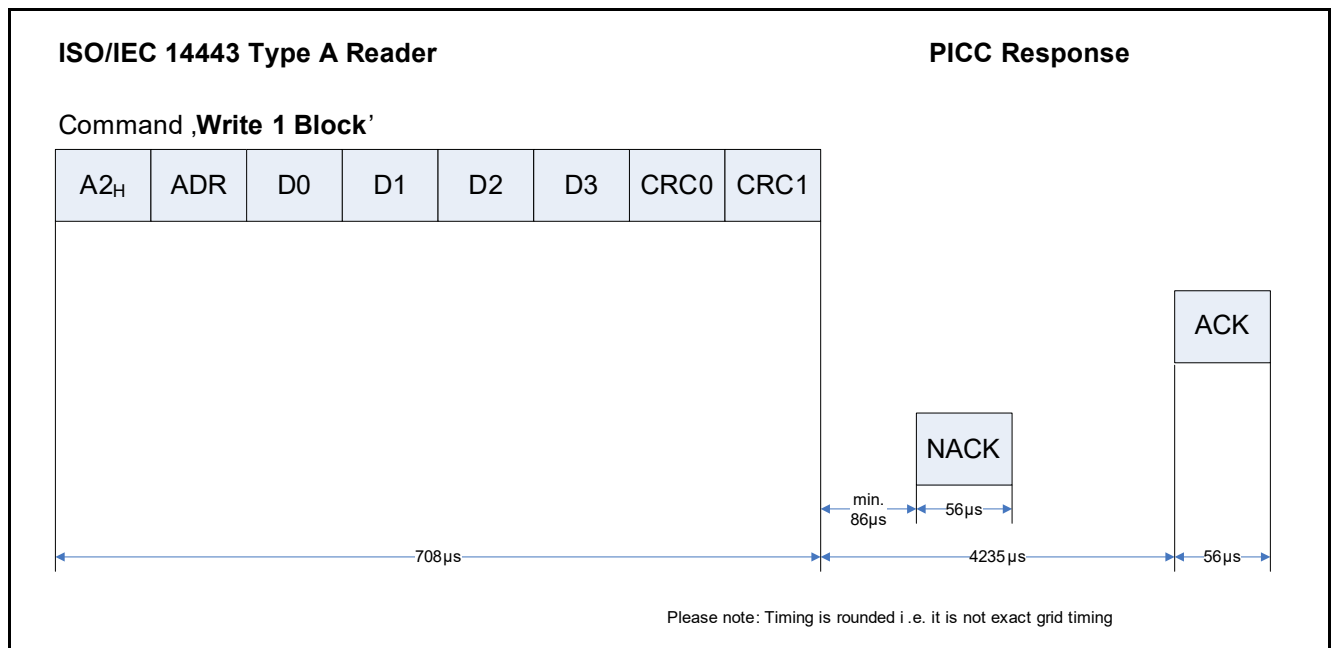 ISO/IEC 14443 Type A Reader PICC Response
Command ‚Write 1 Block’
A2H ADR D0 D1 D2 D3 CRC0 CRC1
ACK
NACK
min.
86µs 56µs
708µs 4235µs 56µs
Please note: Timing is rounded i .e. it is not exact grid timing